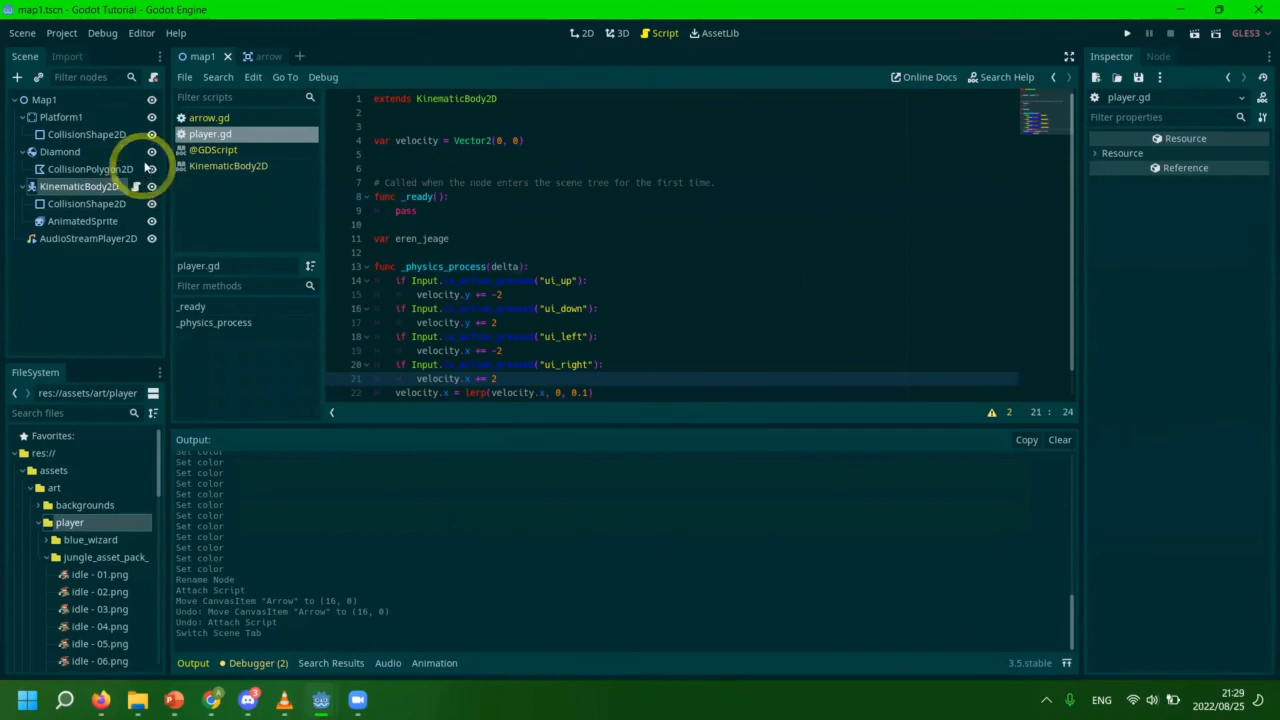 map1.tscn - Godot Tutorial - Godot Engine
Scene Project Debug Editor Help
2D 3D Script AssetLib
GLES3
Scene Import
Filter nodes
Map1
Platform1
CollisionShape2D
Diamond
CollisionPolygon2D
KinematicBody2D
CollisionShape2D
AnimatedSprite
AudioStreamPlayer2D
FileSystem
res://assets/art/player
Search files
Favorites:
res://
assets
art
backgrounds
player
blue_wizard
jungle_asset_pack_
idle - 01.png
idle - 02.png
idle - 03.png
idle - 04.png
idle - 05.png
idle - 06.png
map1 arrow
File Search Edit Go To Debug
Online Docs Search Help
Filter scripts
arrow.gd
player.gd
@GDScript
KinematicBody2D
player.gd
Filter methods
_ready
_physics_process
1 extends KinematicBody2D
2
3
4 var velocity = Vector2(0, 0)
5
6
7 # Called when the node enters the scene tree for the first time.
8 func _ready():
9 pass
10
11 var eren_jeage
12
13 func _physics_process(delta):
14 if Input.is_action_pressed("ui_up"):
15 velocity.y += -2
16 if Input.is_action_pressed("ui_down"):
17 velocity.y += 2
18 if Input.is_action_pressed("ui_left"):
19 velocity.x += -2
20 if Input.is_action_pressed("ui_right"):
21 velocity.x += 2
22 velocity.x = lerp(velocity.x, 0, 0.1)
2 21 : 24
Output:
Copy Clear
Set color
Set color
Set color
Set color
Set color
Set color
Set color
Set color
Set color
Set color
Set color
Set color
Rename Node
Attach Script
Move CanvasItem "Arrow" to (16, 0)
Undo: Move CanvasItem "Arrow" to (16, 0)
Undo: Attach Script
Switch Scene Tab
Output Debugger (2) Search Results Audio Animation
3.5.stable
Inspector Node
player.gd
Filter properties
Resource
Resource
Reference
3
ENG
21:29
2022/08/25